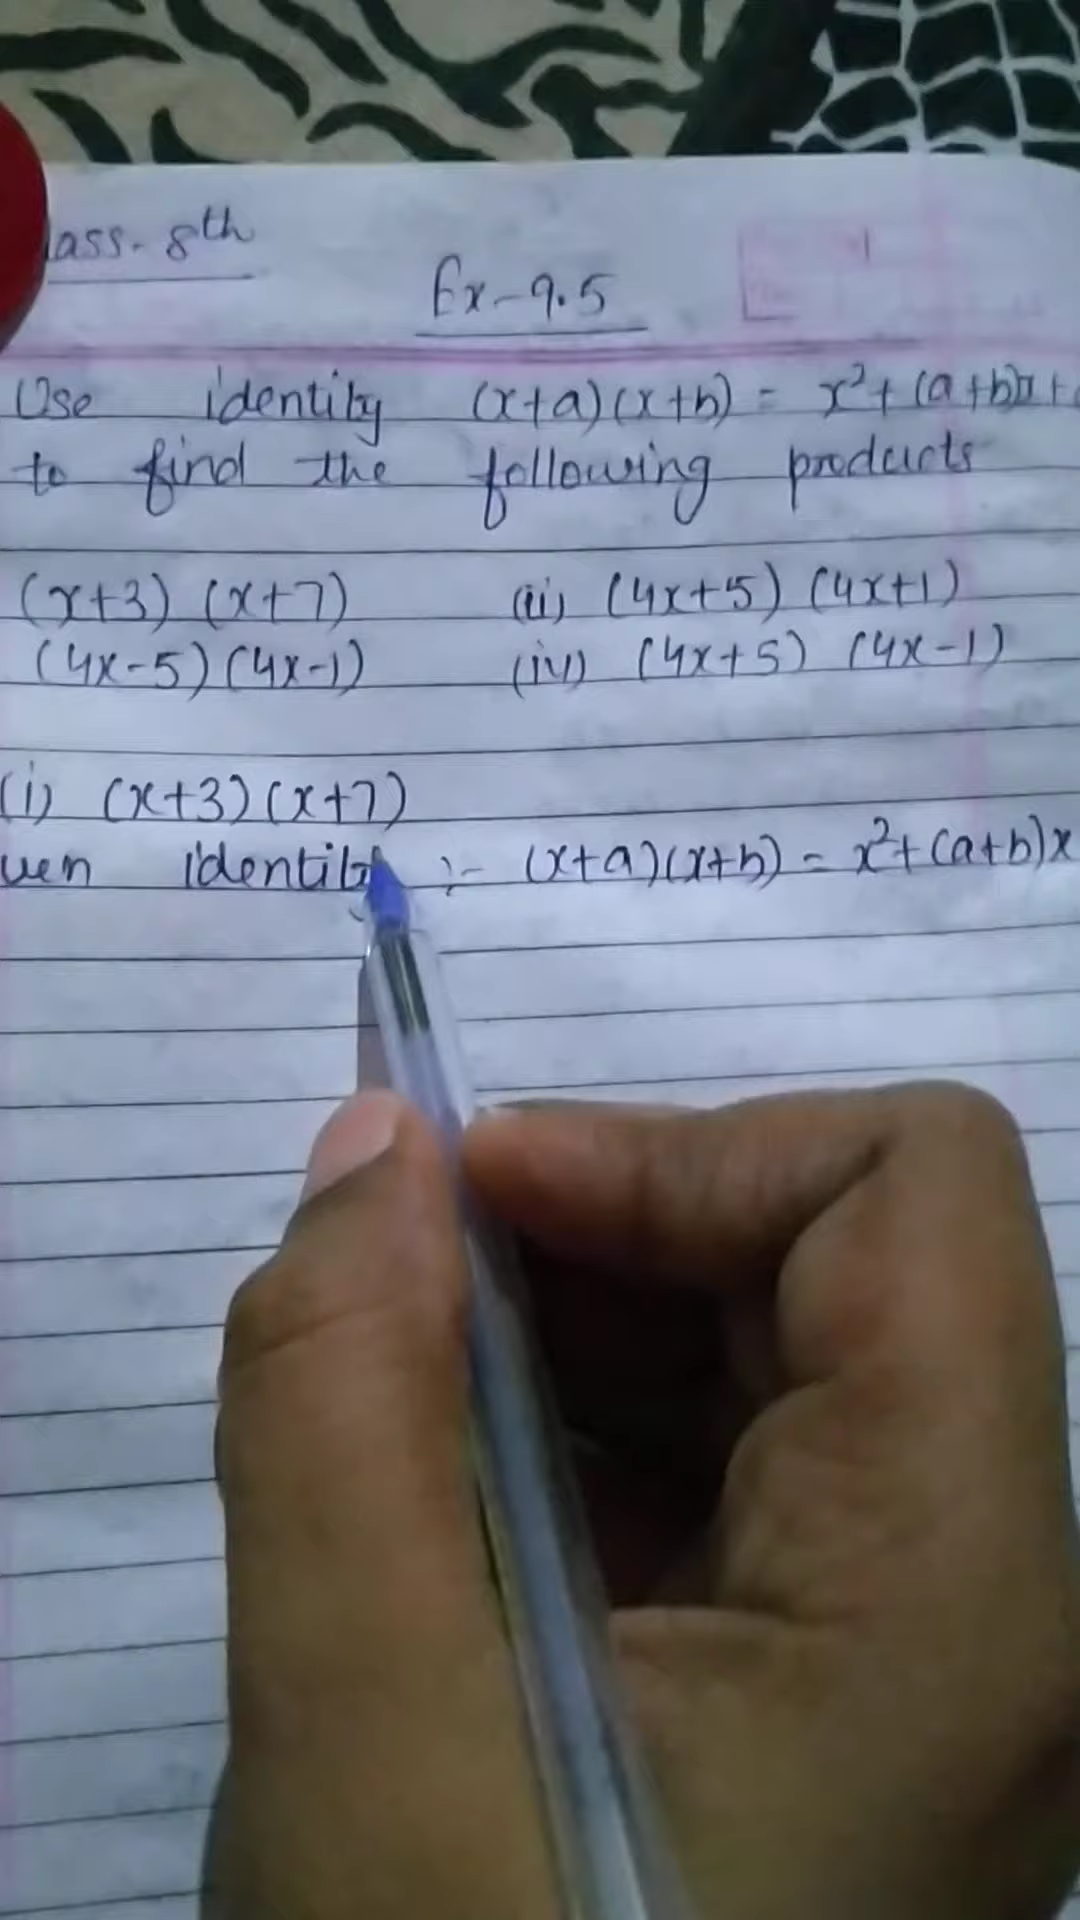 ass- 8th
Ex-9.5
Use identity (x+a)(x+b) = x²+(a+b)x+
to find the following products
(x+3) (x+7) (ii) (4x+5) (4x+1)
(4x-5) (4x-1) (iv) (4x+5) (4x-1)
(i) (x+3)(x+7)
ven identity :- (x+a)(x+b) = x²+(a+b)x